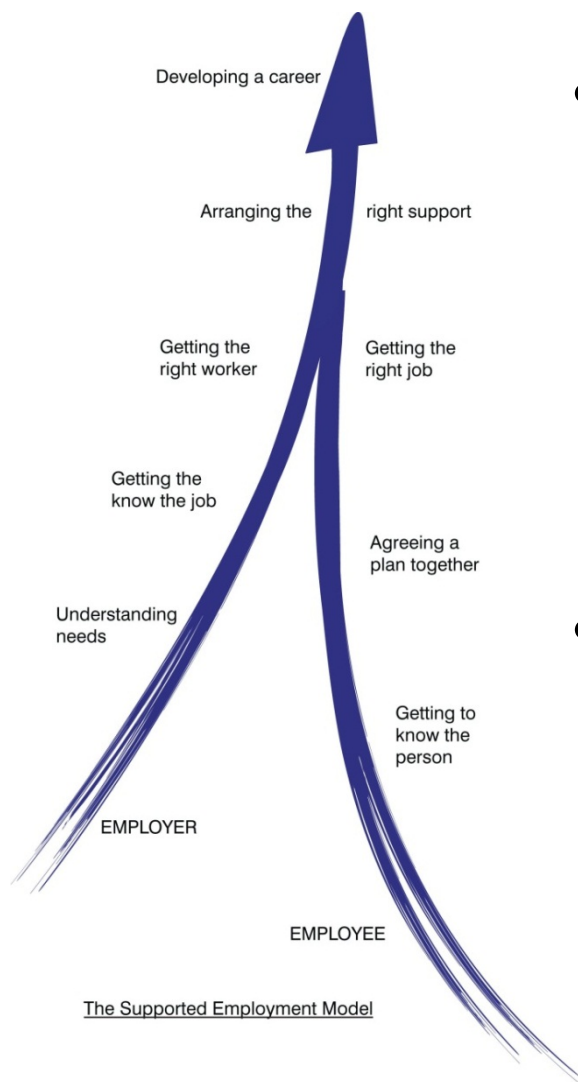 Developing a career
Arranging the right support
Getting the
right worker
Getting the
right job
Getting the
know the job
Agreeing a
plan together
Understanding
needs
Getting to
know the
person
EMPLOYER
EMPLOYEE
The Supported Employment Model